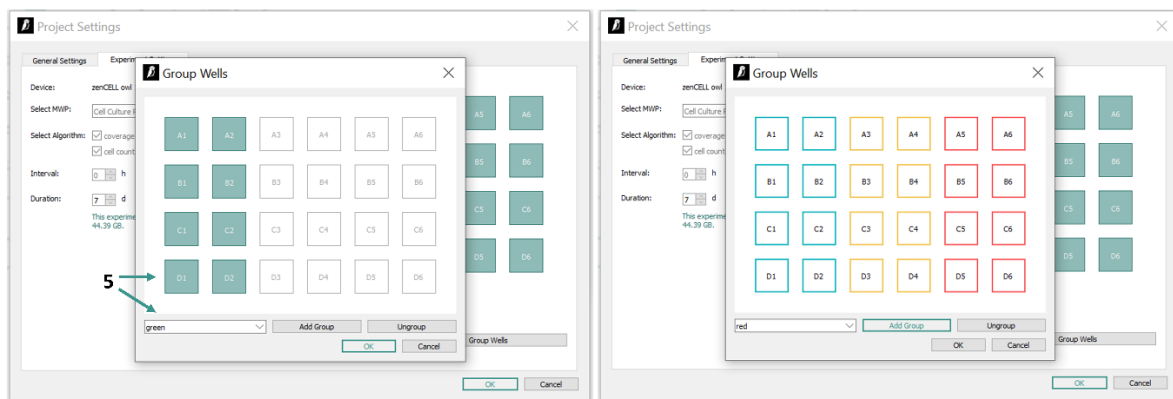 Project Settings
General Settings
Experim
Device:
zenCELL owl
Select MWP:
Cell Culture
Select Algorithm:
coverage
cell count
Interval:
0 h
Duration:
7 d
This experime
44.39 GB.
Group Wells
A1 A2 A3 A4 A5 A6
B1 B2 B3 B4 B5 B6
C1 C2 C3 C4 C5 C6
D1 D2 D3 D4 D5 D6
5
green
Add Group
Ungroup
OK
Cancel
A5 A6
B5 B6
C5 C6
D5 D6
Group Wells
OK
Cancel
Project Settings
General Settings
Experim
Device:
zenCELL owl
Select MWP:
Cell Culture
Select Algorithm:
coverage
cell count
Interval:
0 h
Duration:
7 d
This experime
44.39 GB.
Group Wells
A1 A2 A3 A4 A5 A6
B1 B2 B3 B4 B5 B6
C1 C2 C3 C4 C5 C6
D1 D2 D3 D4 D5 D6
red
Add Group
Ungroup
OK
Cancel
A5 A6
B5 B6
C5 C6
D5 D6
Group Wells
OK
Cancel